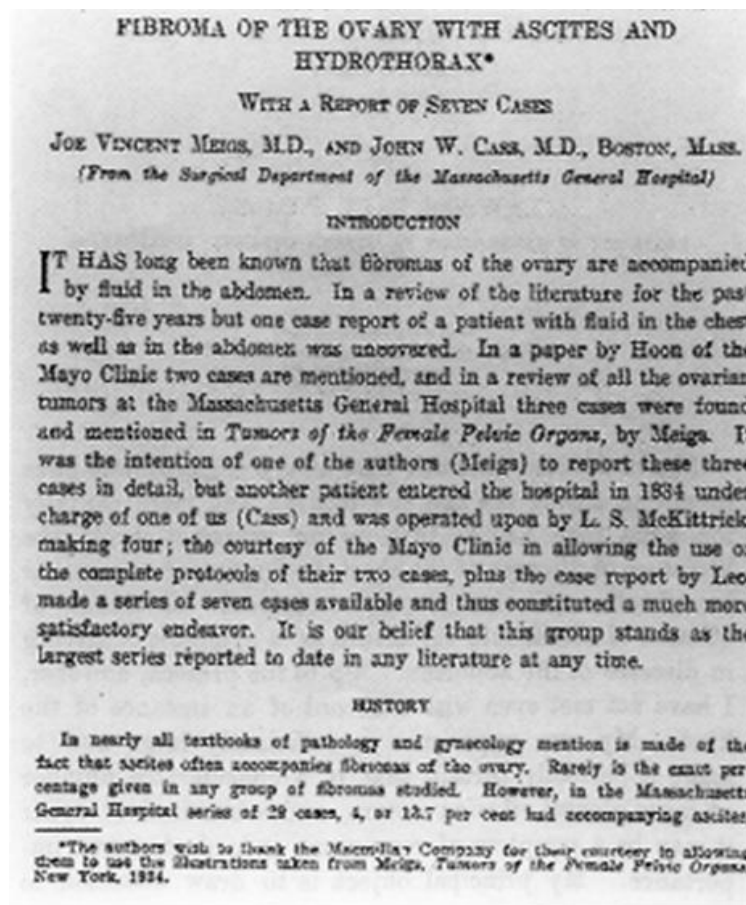 FIBROMA OF THE OVARY WITH ASCITES AND
HYDROTHORAX*
WITH A REPORT OF SEVEN CASES
JOE VINCENT MEIGS, M.D., AND JOHN W. CASS, M.D., BOSTON, MASS.
(From the Surgical Department of the Massachusetts General Hospital)
INTRODUCTION
IT HAS long been known that fibromas of the ovary are accompanied
by fluid in the abdomen. In a review of the literature for the past
twenty-five years but one case report of a patient with fluid in the chest
as well as in the abdomen was uncovered. In a paper by Hoon of the
Mayo Clinic two cases are mentioned, and in a review of all the ovarian
tumors at the Massachusetts General Hospital three cases were found
and mentioned in Tumors of the Female Pelvic Organs, by Meigs. I
was the intention of one of the authors (Meigs) to report these three
cases in detail, but another patient entered the hospital in 1934 under
charge of one of us (Cass) and was operated upon by L. S. McKittrick
making four; the courtesy of the Mayo Clinic in allowing the use o
the complete protocols of their two cases, plus the case report by Leo
made a series of seven cases available and thus constituted a much more
satisfactory endeavor. It is our belief that this group stands as the
largest series reported to date in any literature at any time.
HISTORY
In nearly all textbooks of pathology and gynecology mention is made of the
fact that ascites often accompanies fibromas of the ovary. Rarely is the exact per
centage given in any group of fibromas studied. However, in the Massachusetts
General Hospital series of 29 cases, 4, or 13.7 per cent had accompanying ascites
*The authors wish to thank the Macmillan Company for their courtesy in allowing
them to use the illustrations taken from Meigs, Tumors of the Female Pelvic Organs
New York, 1934.